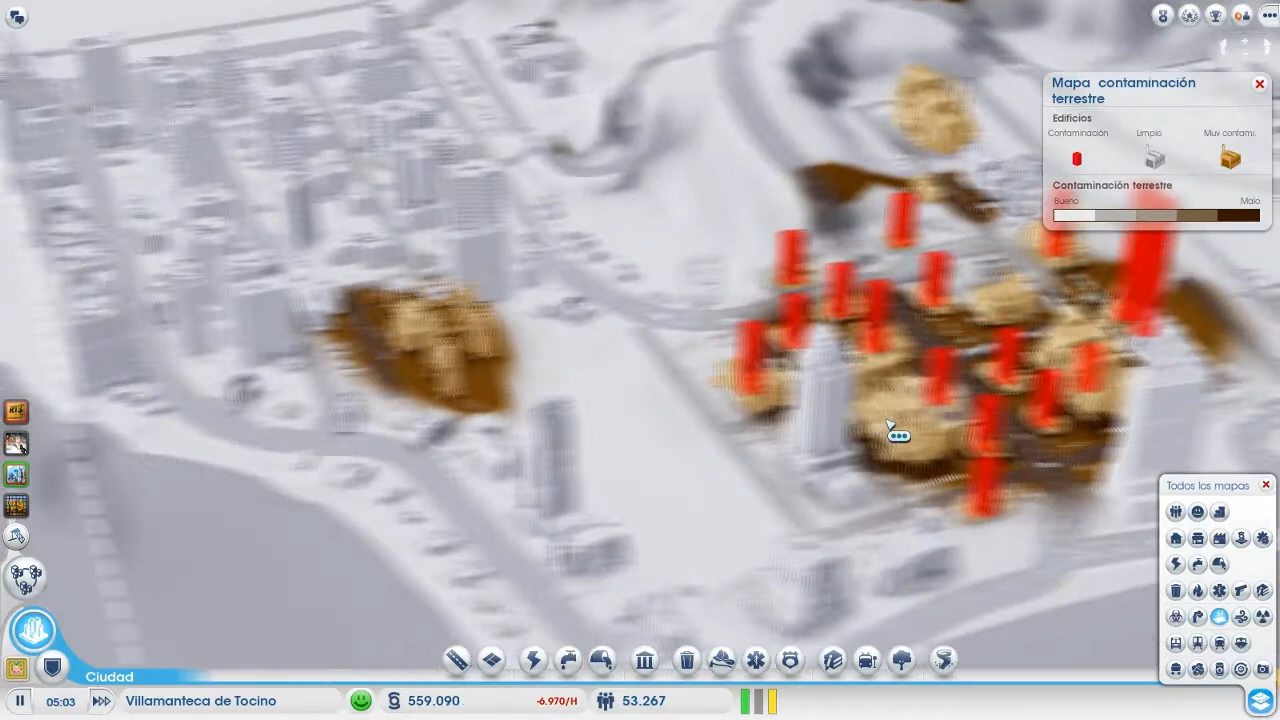 Mapa contaminación
terrestre
Edificios
Contaminación Limpio Muy contami.
Contaminación terrestre
Bueno Malo
Todos los mapas
Ciudad
05:03 Villamanteca de Tocino 559.090 -6.970/H 53.267